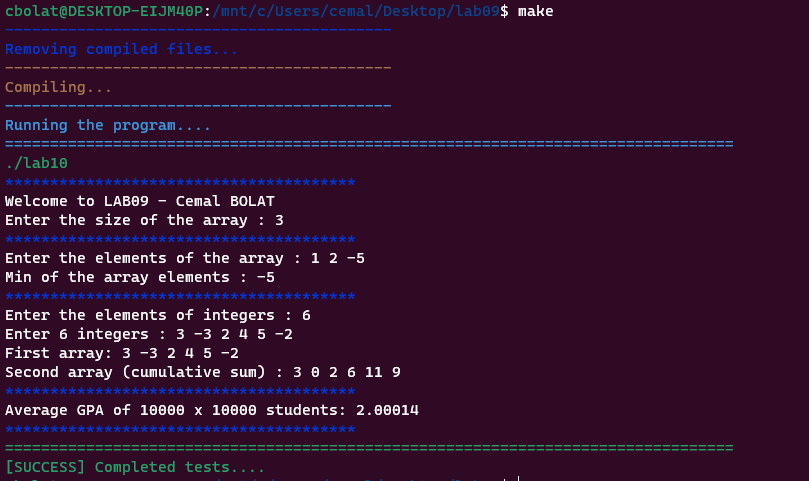 cbolat@DESKTOP-EIJM40P:/mnt/c/Users/cemal/Desktop/lab09$ make
-------------------------------------------
Removing compiled files...
-------------------------------------------
Compiling...
-------------------------------------------
Running the program....
=================================================================================
./lab10
***************************************
Welcome to LAB09 - Cemal BOLAT
Enter the size of the array : 3
***************************************
Enter the elements of the array : 1 2 -5
Min of the array elements : -5
***************************************
Enter the elements of integers : 6
Enter 6 integers : 3 -3 2 4 5 -2
First array: 3 -3 2 4 5 -2
Second array (cumulative sum) : 3 0 2 6 11 9
***************************************
Average GPA of 10000 x 10000 students: 2.00014
***************************************
=================================================================================
[SUCCESS] Completed tests....